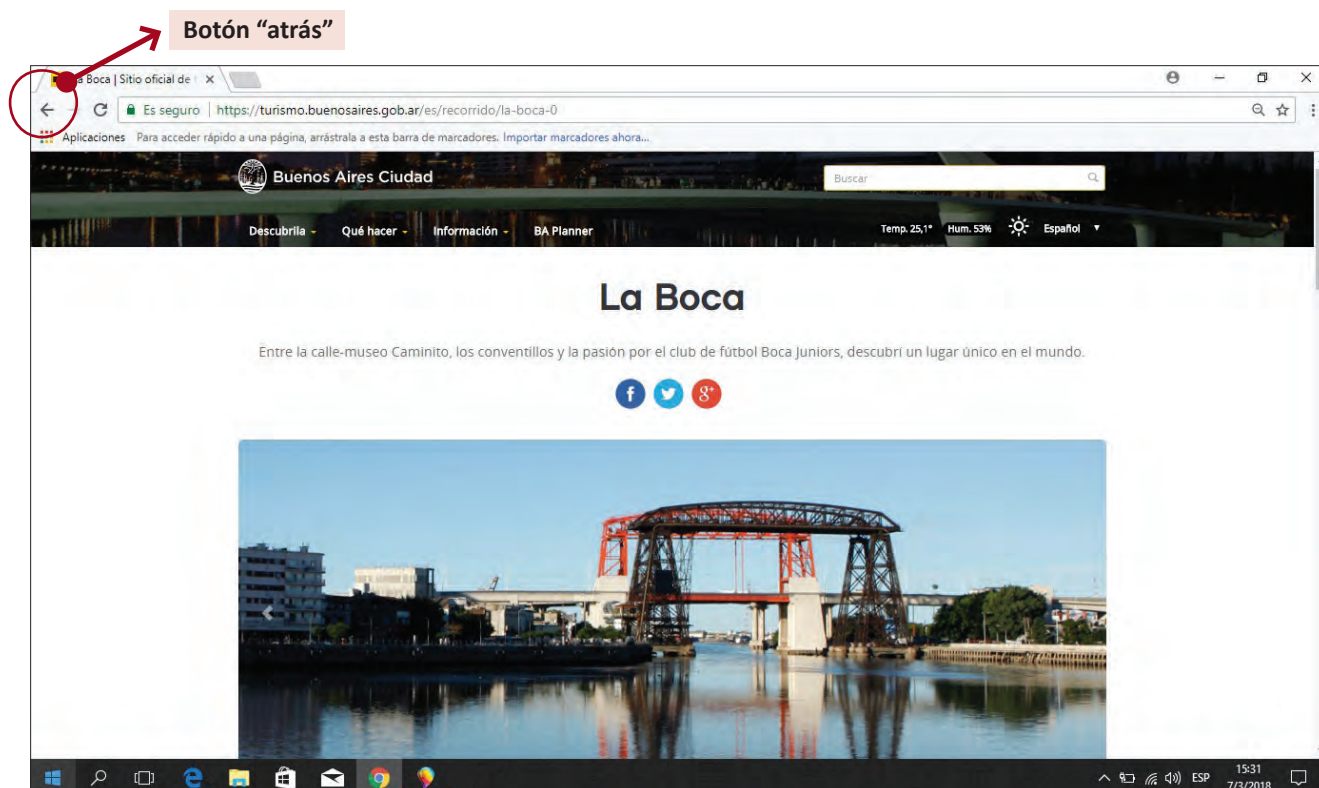 Botón “atrás”
a Boca | Sitio oficial de
Es seguro | https://turismo.buenosaires.gob.ar/es/recorrido/la-boca-0
Aplicaciones Para acceder rápido a una página, arrástrala a esta barra de marcadores. Importar marcadores ahora...
Buenos Aires Ciudad
Buscar
Descubrila Qué hacer Información BA Planner
Temp. 25,1° Hum. 53% Español
La Boca
Entre la calle-museo Caminito, los conventillos y la pasión por el club de fútbol Boca Juniors, descubrí un lugar único en el mundo.
f 8+
ESP 15:31
7/3/2018